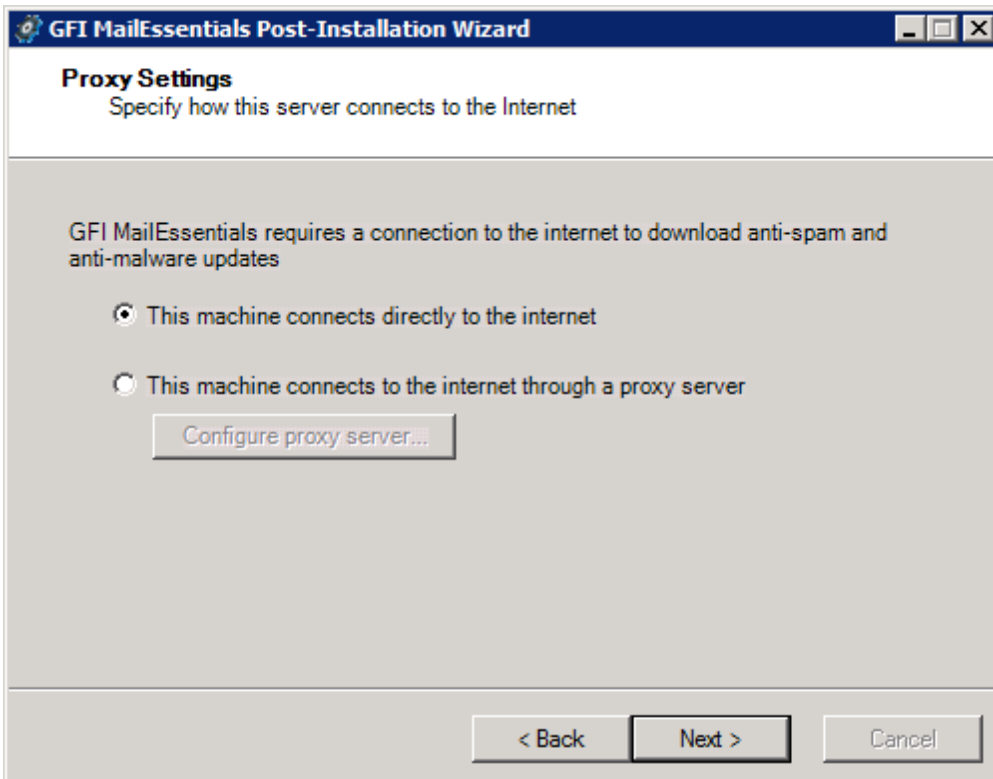 GFI MailEssentials Post-Installation Wizard
Proxy Settings
Specify how this server connects to the Internet
GFI MailEssentials requires a connection to the internet to download anti-spam and
anti-malware updates
This machine connects directly to the internet
This machine connects to the internet through a proxy server
Configure proxy server...
< Back Next > Cancel